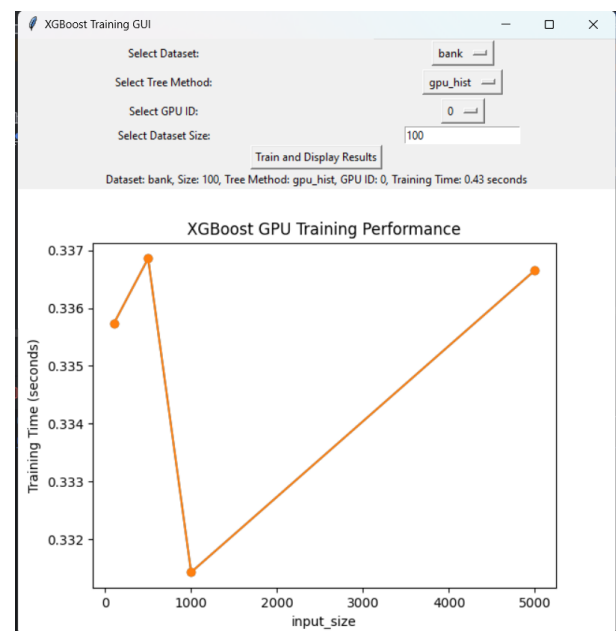 XGBoost Training GUI
Select Dataset: bank
Select Tree Method: gpu_hist
Select GPU ID: 0
Select Dataset Size: 100
Train and Display Results
Dataset: bank, Size: 100, Tree Method: gpu_hist, GPU ID: 0, Training Time: 0.43 seconds
XGBoost GPU Training Performance
Training Time (seconds)
0.337
0.336
0.335
0.334
0.333
0.332
0 1000 2000 3000 4000 5000
input_size